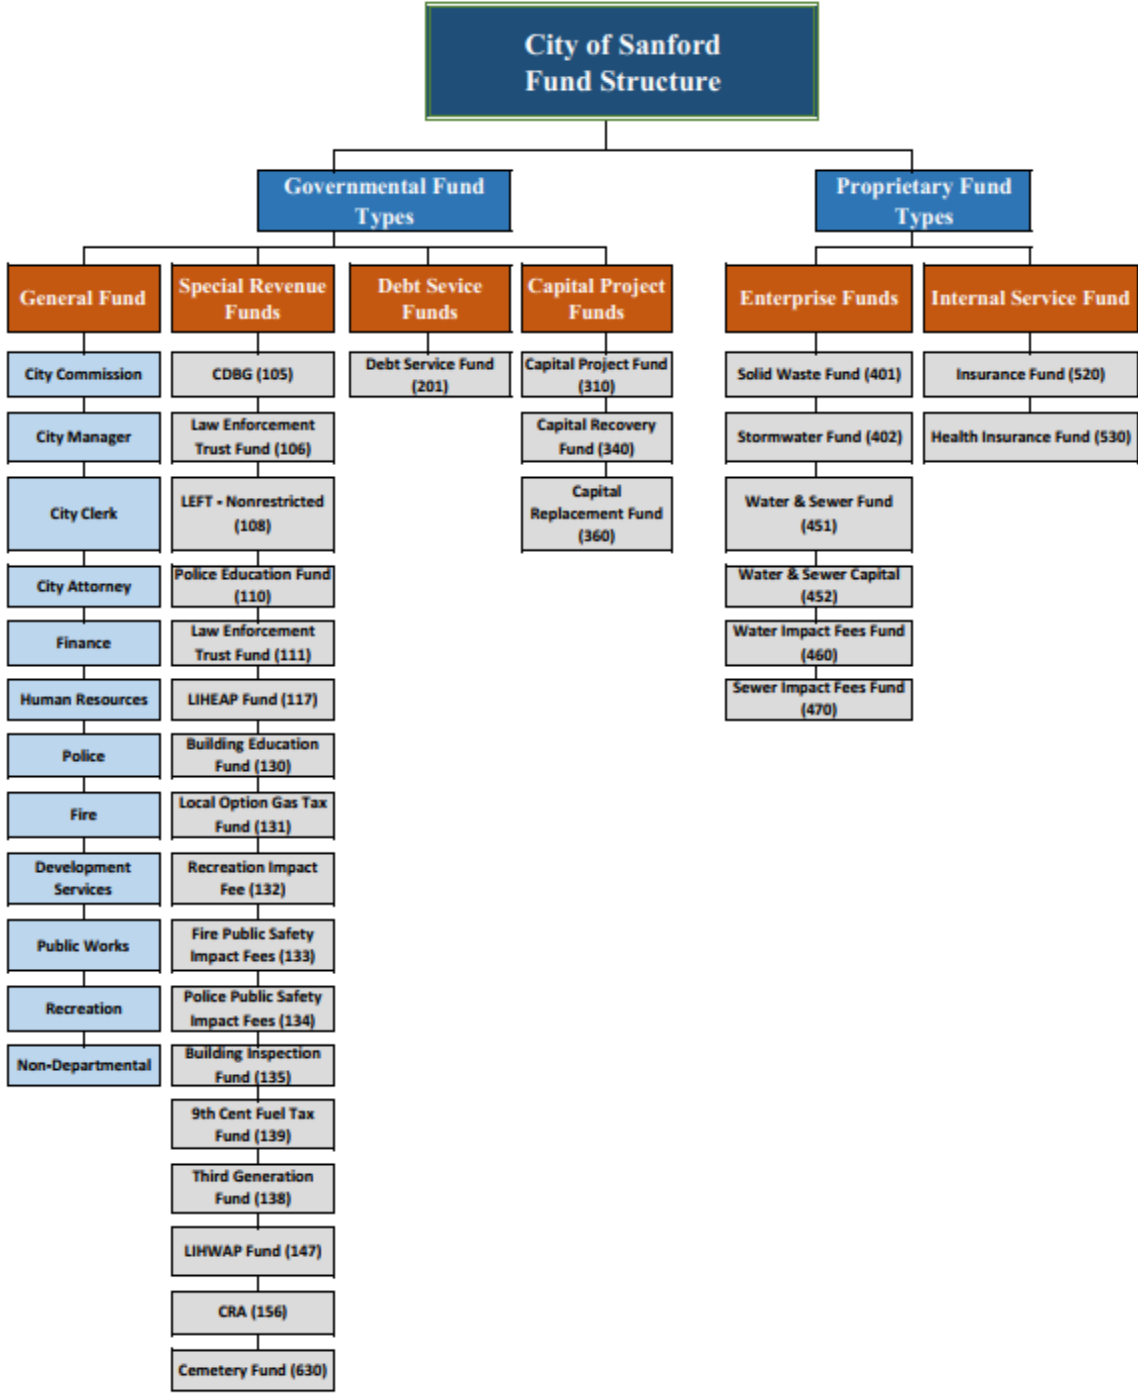 City of Sanford
Fund Structure
Governmental Fund
Types
Proprietary Fund
Types
General Fund
Special Revenue
Funds
Debt Sevice
Funds
Capital Project
Funds
Enterprise Funds
Internal Service Fund
City Commission
City Manager
City Clerk
City Attorney
Finance
Human Resources
Police
Fire
Development
Services
Public Works
Recreation
Non-Departmental
CDBG (105)
Law Enforcement
Trust Fund (106)
LEFT - Nonrestricted
(108)
Police Education Fund
(110)
Law Enforcement
Trust Fund (111)
LIHEAP Fund (117)
Building Education
Fund (130)
Local Option Gas Tax
Fund (131)
Recreation Impact
Fee (132)
Fire Public Safety
Impact Fees (133)
Police Public Safety
Impact Fees (134)
Building Inspection
Fund (135)
9th Cent Fuel Tax
Fund (139)
Third Generation
Fund (138)
LIHWAP Fund (147)
CRA (156)
Cemetery Fund (630)
Debt Service Fund
(201)
Capital Project Fund
(310)
Capital Recovery
Fund (340)
Capital
Replacement Fund
(360)
Solid Waste Fund (401)
Stormwater Fund (402)
Water & Sewer Fund
(451)
Water & Sewer Capital
(452)
Water Impact Fees Fund
(460)
Sewer Impact Fees Fund
(470)
Insurance Fund (520)
Health Insurance Fund (530)